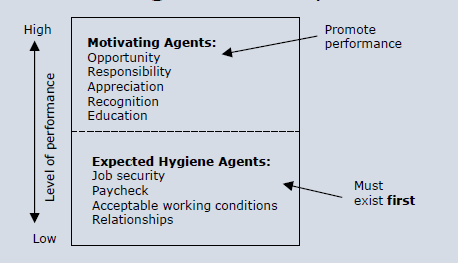 High
Motivating Agents:
Opportunity
Responsibility
Appreciation
Recognition
Education
Promote
performance
Level of performance
Expected Hygiene Agents:
Job security
Paycheck
Acceptable working conditions
Relationships
Must
exist first
Low